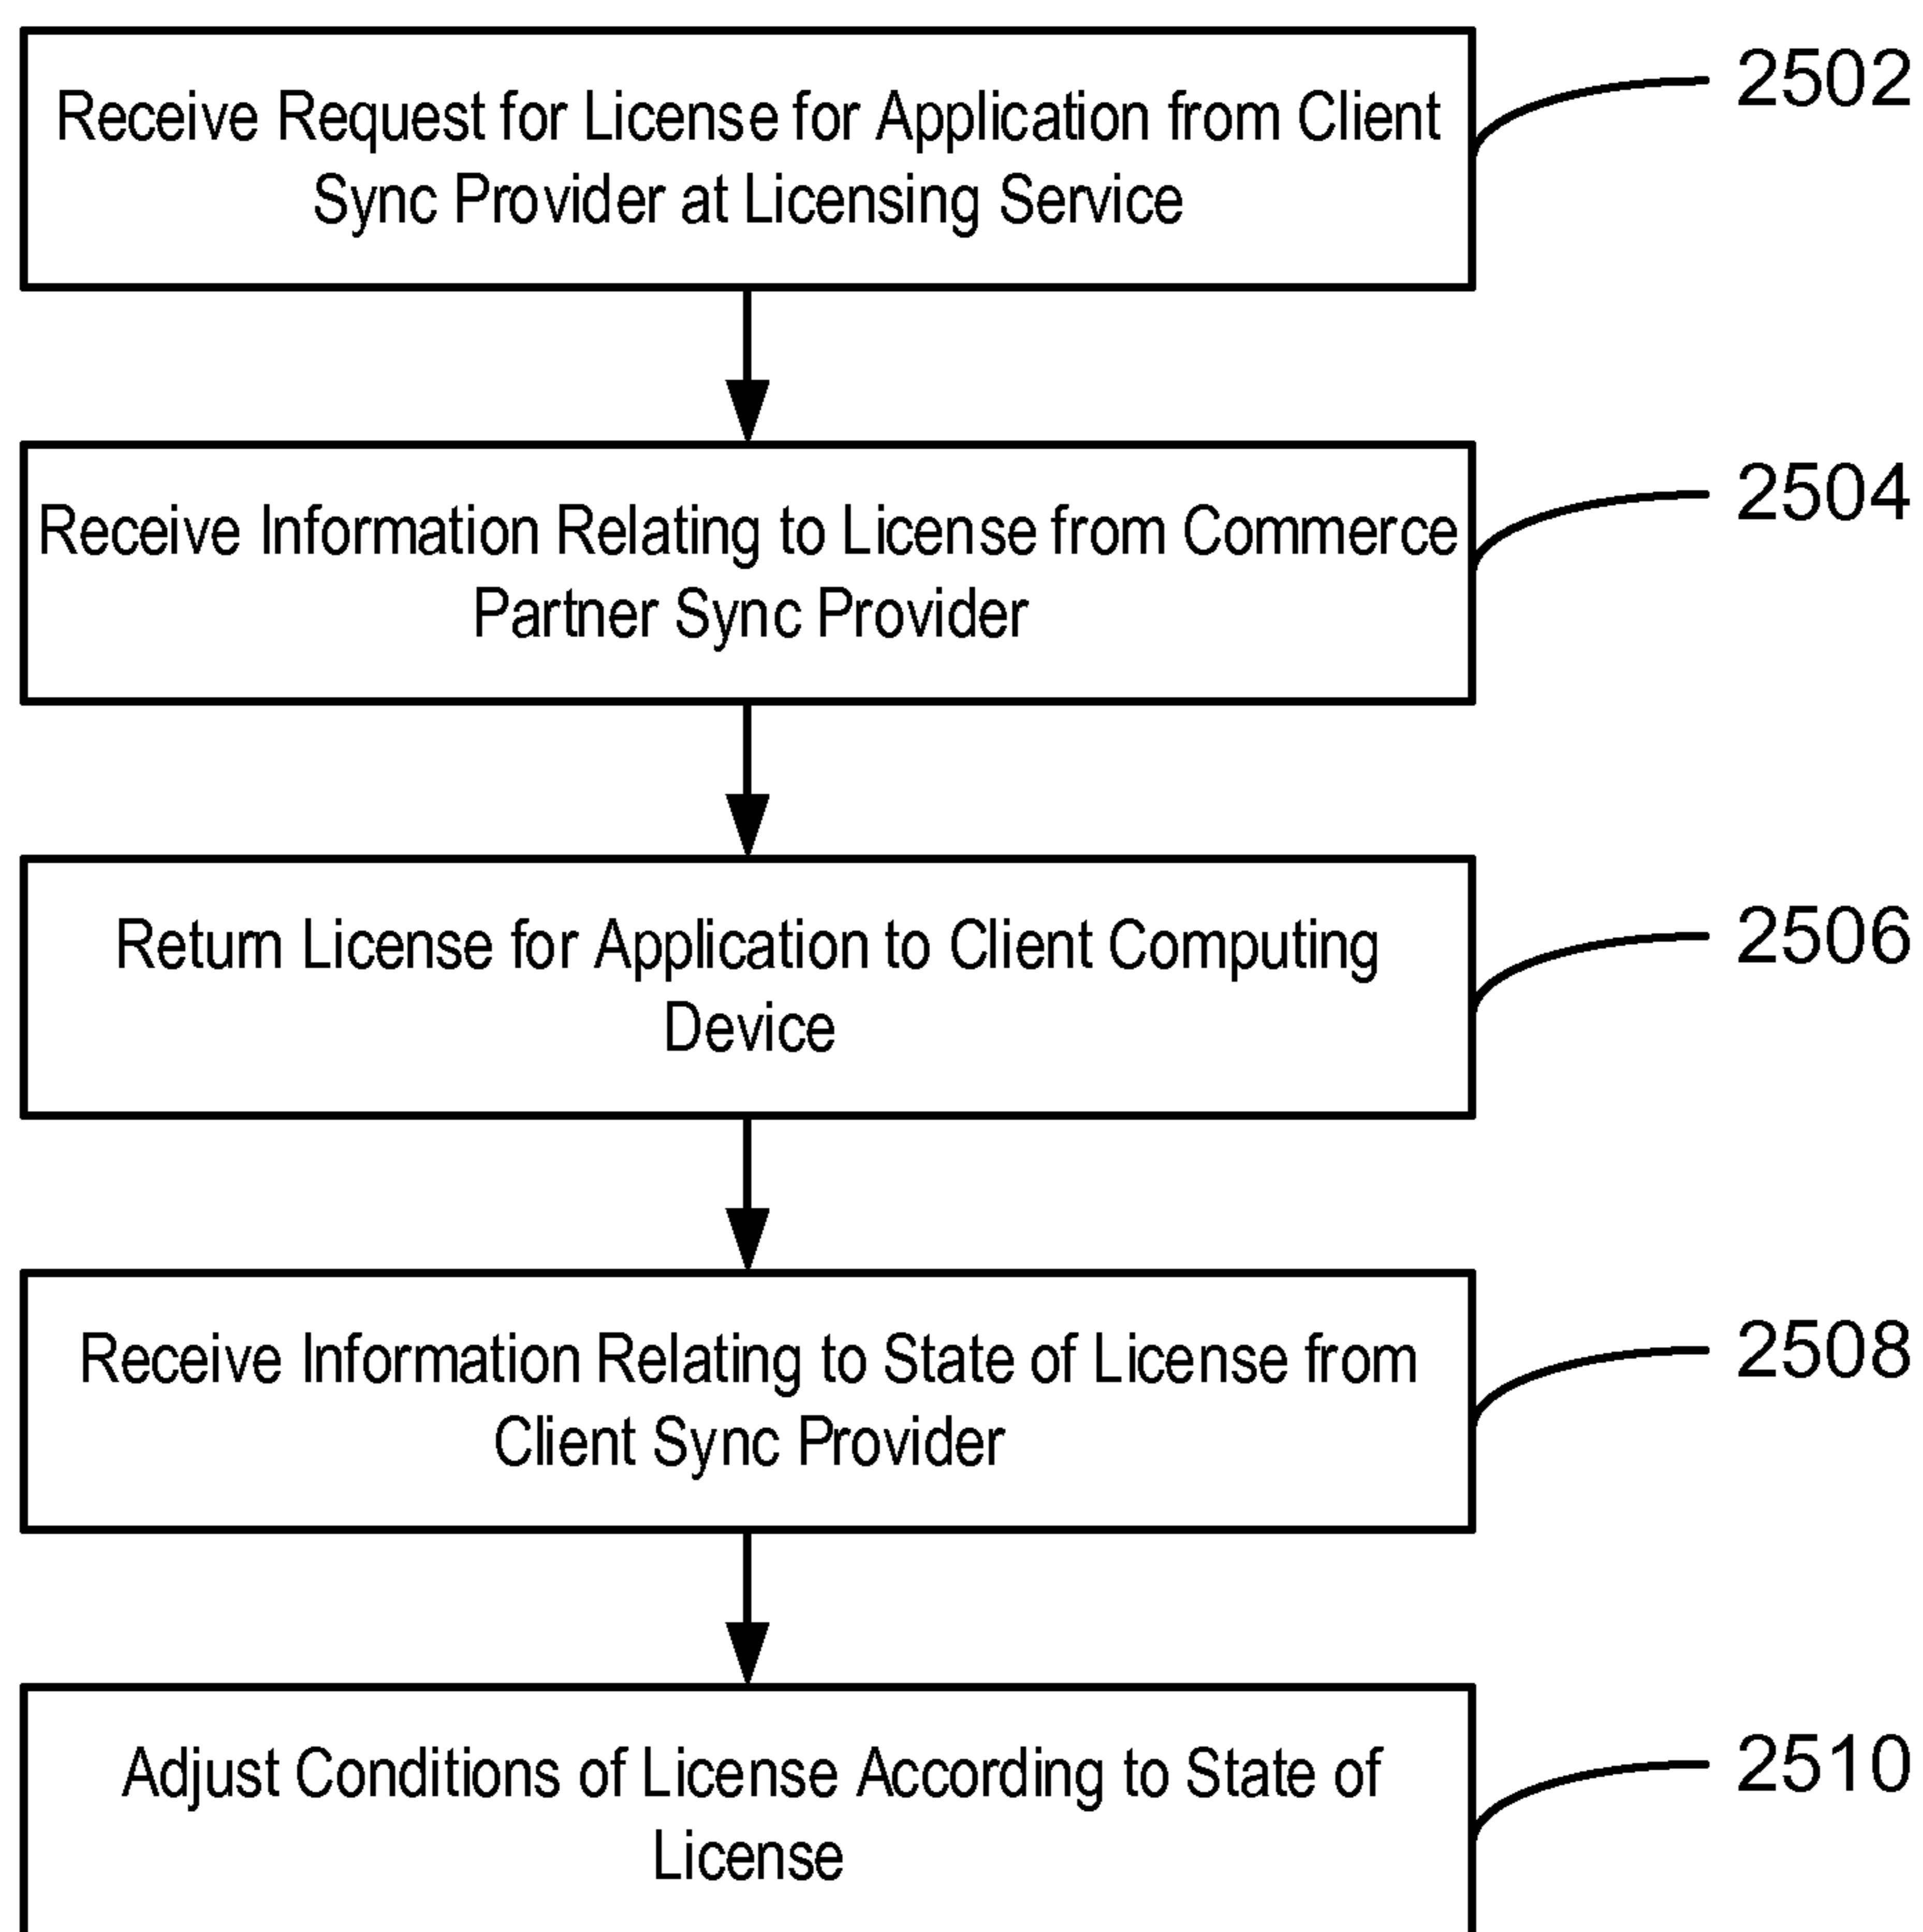 Receive Request for License for Application from Client
Sync Provider at Licensing Service
2502
Receive Information Relating to License from Commerce
Partner Sync Provider
2504
Return License for Application to Client Computing
Device
2506
Receive Information Relating to State of License from
Client Sync Provider
2508
Adjust Conditions of License According to State of
License
2510